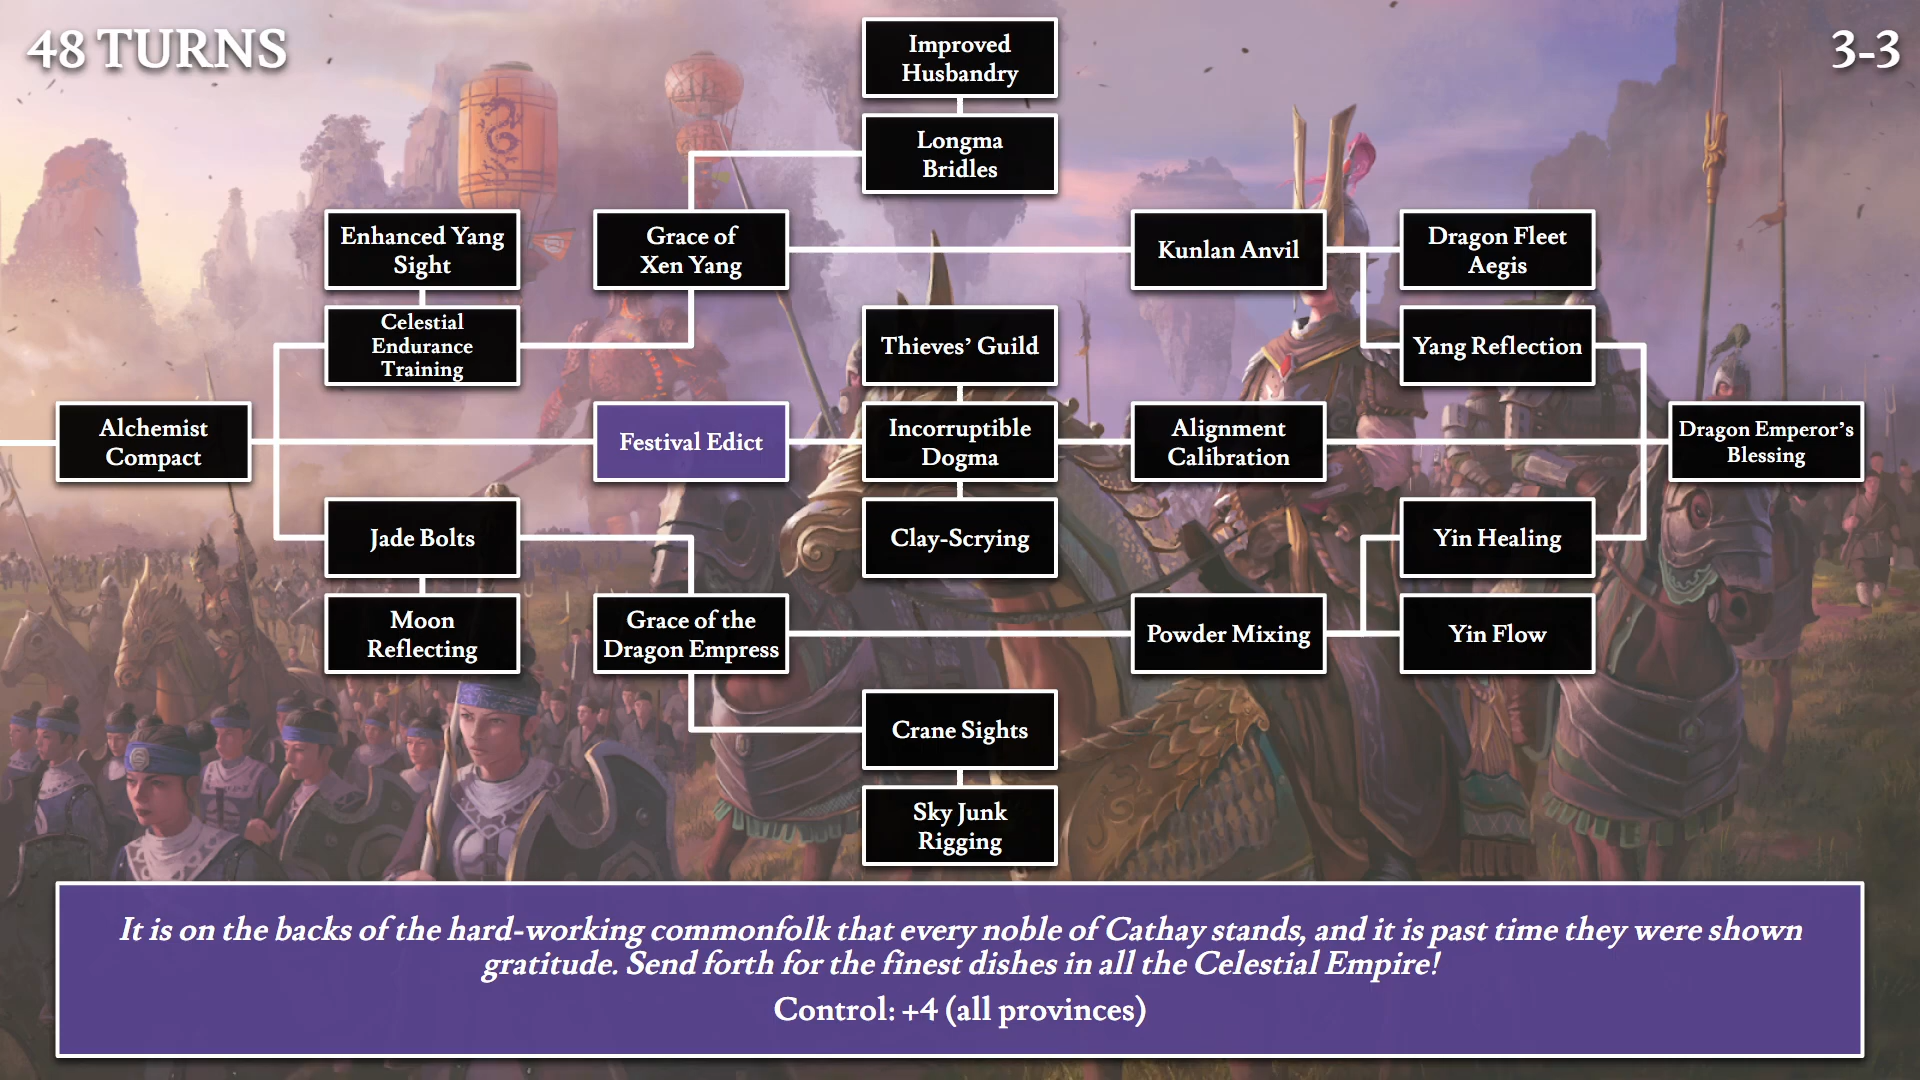 48 TURNS
3-3
Improved
Husbandry
Longma
Bridles
Enhanced Yang
Sight
Grace of
Xen Yang
Kunlan Anvil
Dragon Fleet
Aegis
Celestial
Endurance
Training
Thieves' Guild
Yang Reflection
Alchemist
Compact
Festival Edict
Incorruptible
Dogma
Alignment
Calibration
Dragon Emperor's
Blessing
Jade Bolts
Clay-Scrying
Yin Healing
Moon
Reflecting
Grace of the
Dragon Empress
Powder Mixing
Yin Flow
Crane Sights
Sky Junk
Rigging
It is on the backs of the hard-working commonfolk that every noble of Cathay stands, and it is past time they were shown
gratitude. Send forth for the finest dishes in all the Celestial Empire!
Control: +4 (all provinces)